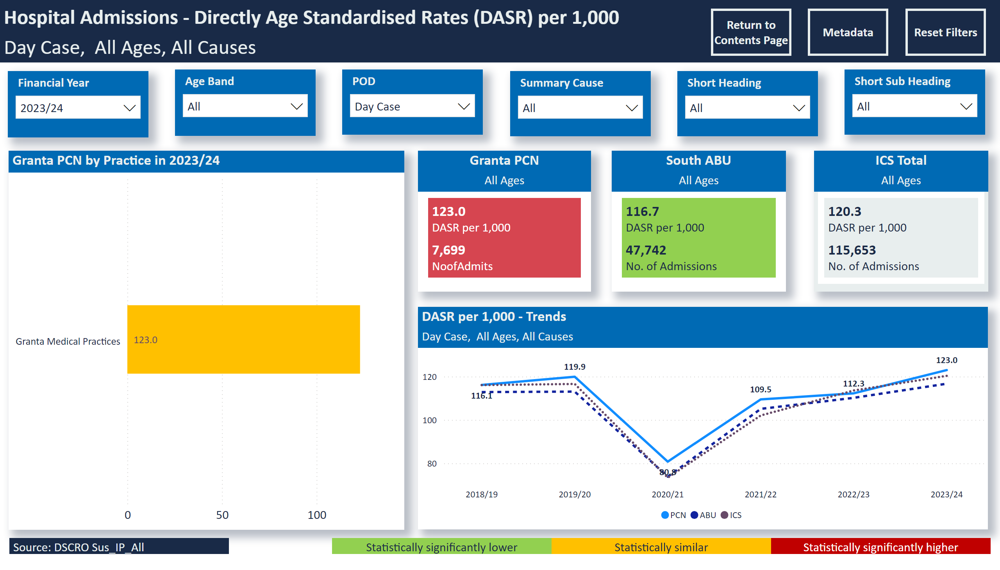 Hospital Admissions - Directly Age Standardised Rates (DASR) per 1,000
Day Case,  All Ages, All Causes
Return to
Contents Page
Metadata
Reset Filters
Financial Year
2023/24
Age Band
All
POD
Day Case
Summary Cause
All
Short Heading
All
Short Sub Heading
All
Granta PCN by Practice in 2023/24
Granta Medical Practices
123.0
0
50
100
Granta PCN
All Ages
123.0
DASR per 1,000
7,699
NoofAdmits
South ABU
All Ages
116.7
DASR per 1,000
47,742
No. of Admissions
ICS Total
All Ages
120.3
DASR per 1,000
115,653
No. of Admissions
DASR per 1,000 - Trends
Day Case,  All Ages, All Causes
120
100
80
116.1
119.9
80.8
109.5
112.3
123.0
2018/19
2019/20
2020/21
2021/22
2022/23
2023/24
PCN
ABU
ICS
Source: DSCRO Sus_IP_All
Statistically significantly lower
Statistically similar
Statistically significantly higher